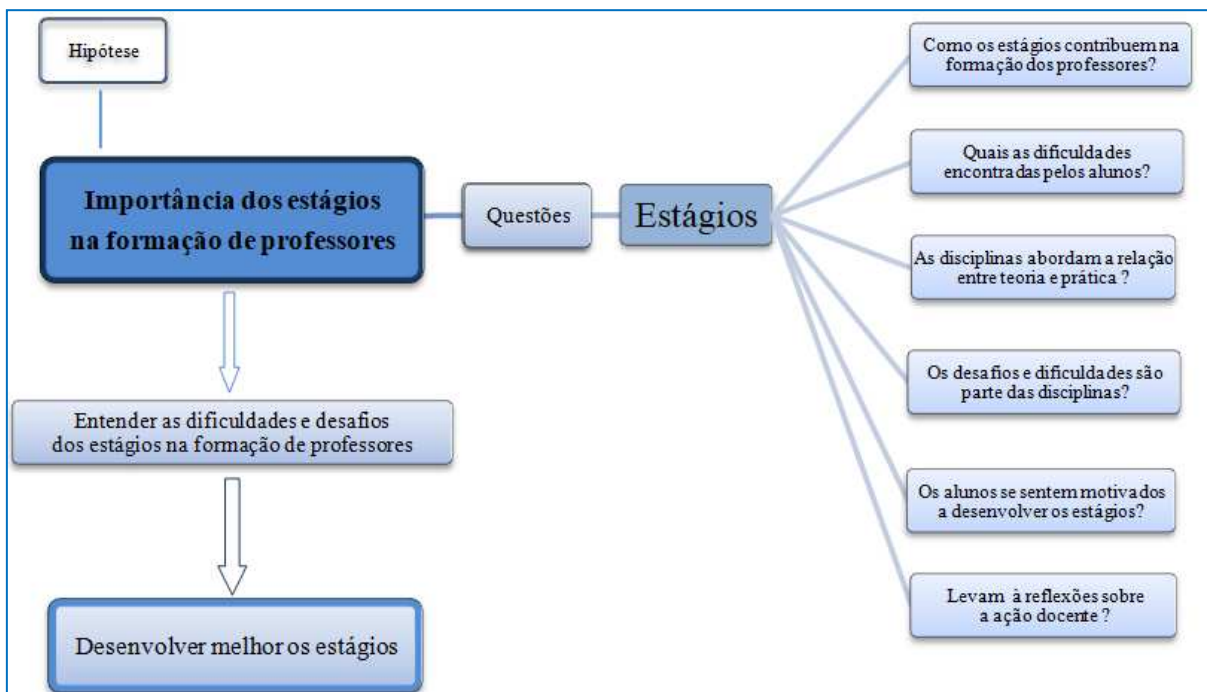 Hipótese
Importância dos estágios
na formação de professores
Entender as dificuldades e desafios
dos estágios na formação de professores
Desenvolver melhor os estágios
Questões
Estágios
Como os estágios contribuem na
formação dos professores?
Quais as dificuldades
encontradas pelos alunos?
As disciplinas abordam a relação
entre teoria e prática ?
Os desafios e dificuldades são
parte das disciplinas?
Os alunos se sentem motivados
a desenvolver os estágios?
Levam à reflexões sobre
a ação docente ?